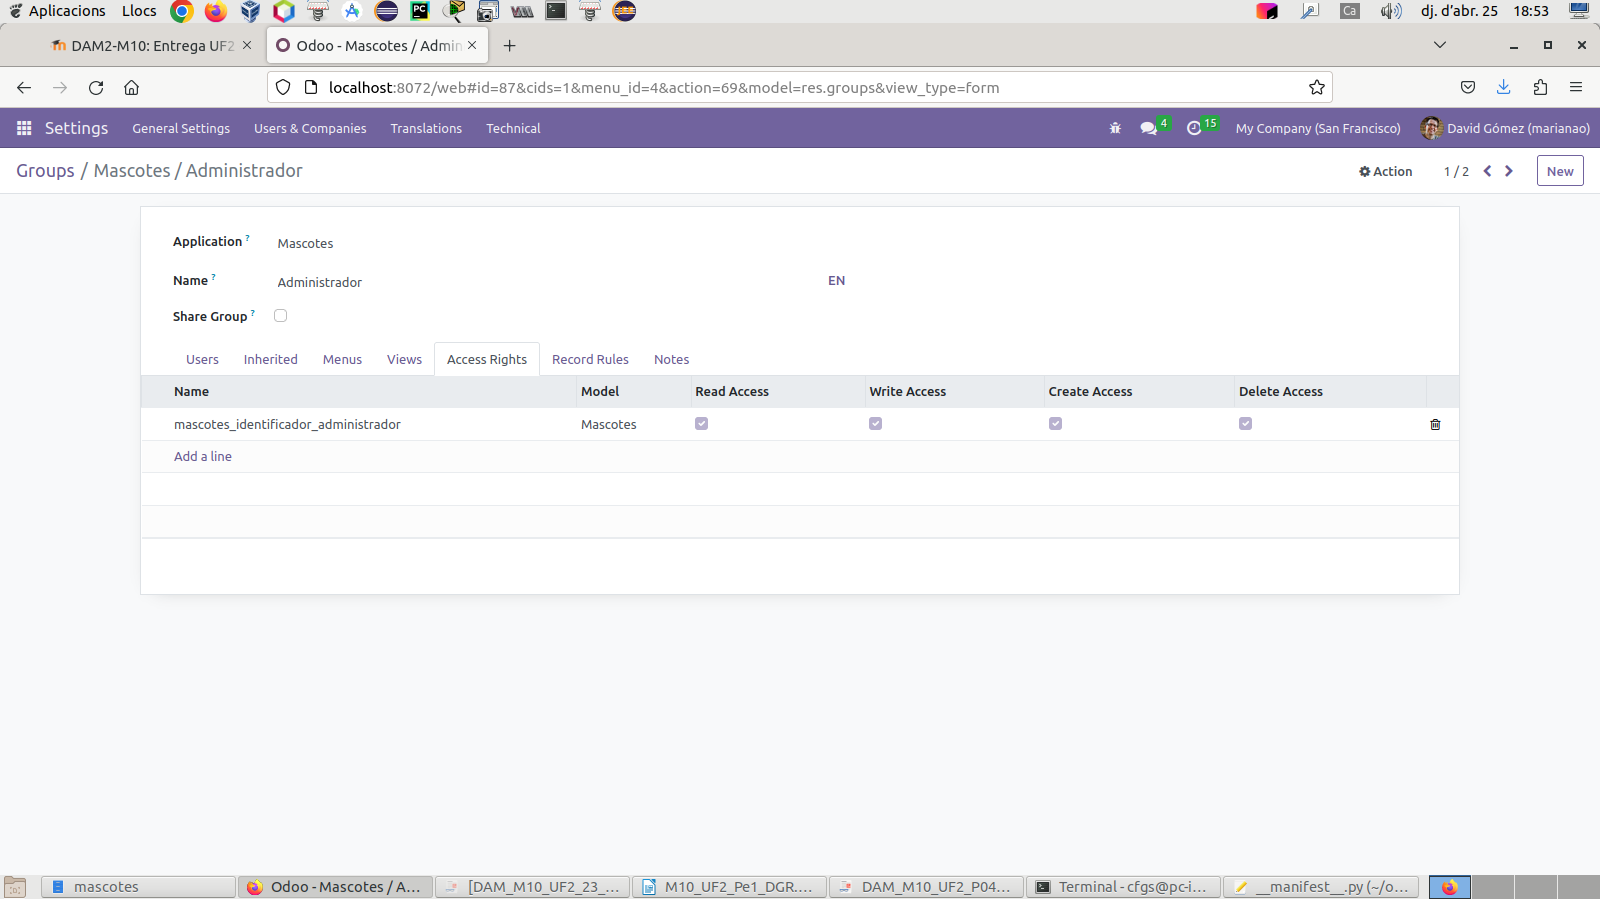 Aplicacions Llocs Ca dj. d'abr. 25 18:53
DAM2-M10: Entrega UF2 Odoo - Mascotes / Admin
localhost:8072/web#id=87&cids=1&menu_id=4&action=69&model=res.groups&view_type=form
Settings General Settings Users & Companies Translations Technical 4 15 My Company (San Francisco) David Gómez (marianao)
Groups / Mascotes / Administrador Action 1 / 2 New
Application ? Mascotes
Name ? Administrador EN
Share Group ?
Users Inherited Menus Views Access Rights Record Rules Notes
Name Model Read Access Write Access Create Access Delete Access
mascotes_identificador_administrador Mascotes
Add a line
mascotes Odoo - Mascotes / A... [DAM_M10_UF2_23_... M10_UF2_Pe1_DGR.... DAM_M10_UF2_P04... Terminal - cfgs@pc-i... __manifest__.py (~/o...